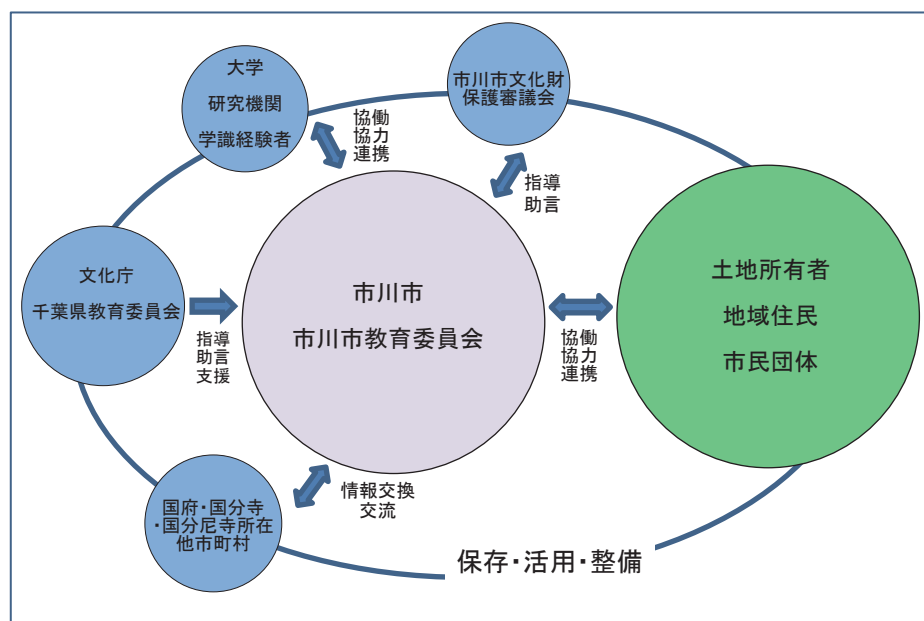 大学
研究機関
学識経験者
市川市文化財
保護審議会
協働
協力
連携
指導
助言
文化庁
千葉県教育委員会
指導
助言
支援
市川市
市川市教育委員会
協働
協力
連携
土地所有者
地域住民
市民団体
国府・国分寺
・国分尼寺所在
他市町村
情報交換
交流
保存・活用・整備